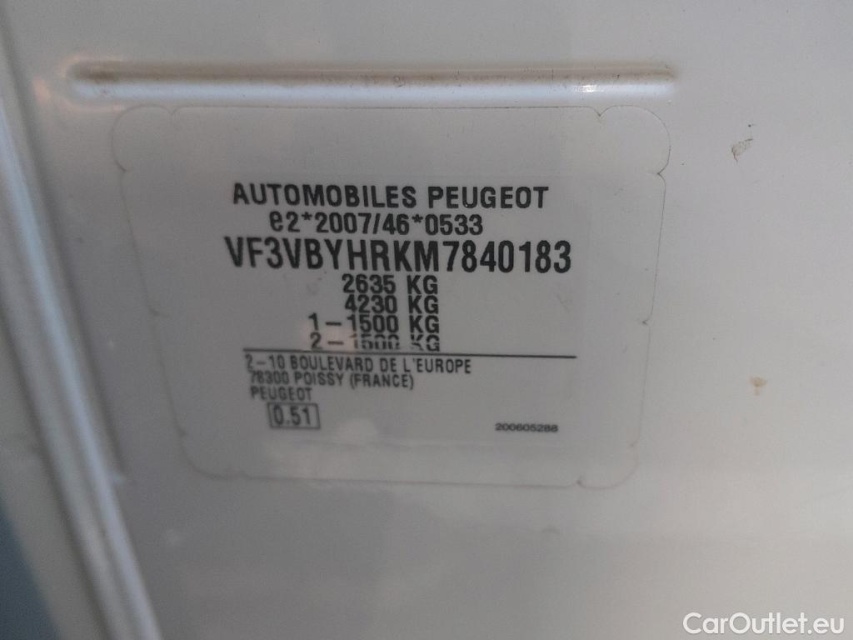 AUTOMOBILES PEUGEOT
e2*2007/46*0533
VF3VBYHRKM7840183
2635 KG
4230 KG
1-1500 KG
2-1500 KG
2-10 BOULEVARD DE L'EUROPE
78300 POISSY (FRANCE)
PEUGEOT
0.51
200605288
CarOutlet.eu